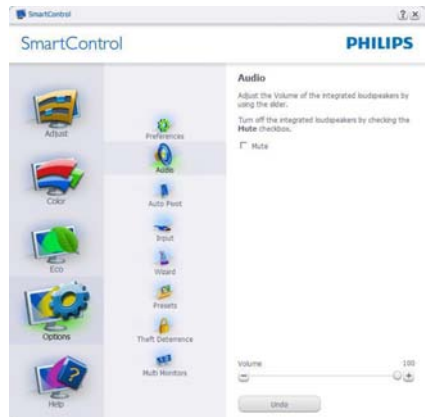 SmartControl
SmartControl
PHILIPS
Adjust
Color
Eco
Options
Help
Preferences
Audio
Auto Pivot
Input
Wizard
Presets
Theft Deterrence
Multi Monitors
Audio
Adjust the Volume of the integrated loudspeakers by
using the slider.
Turn off the integrated loudspeakers by checking the
Mute checkbox.
Mute
Volume 100
Undo